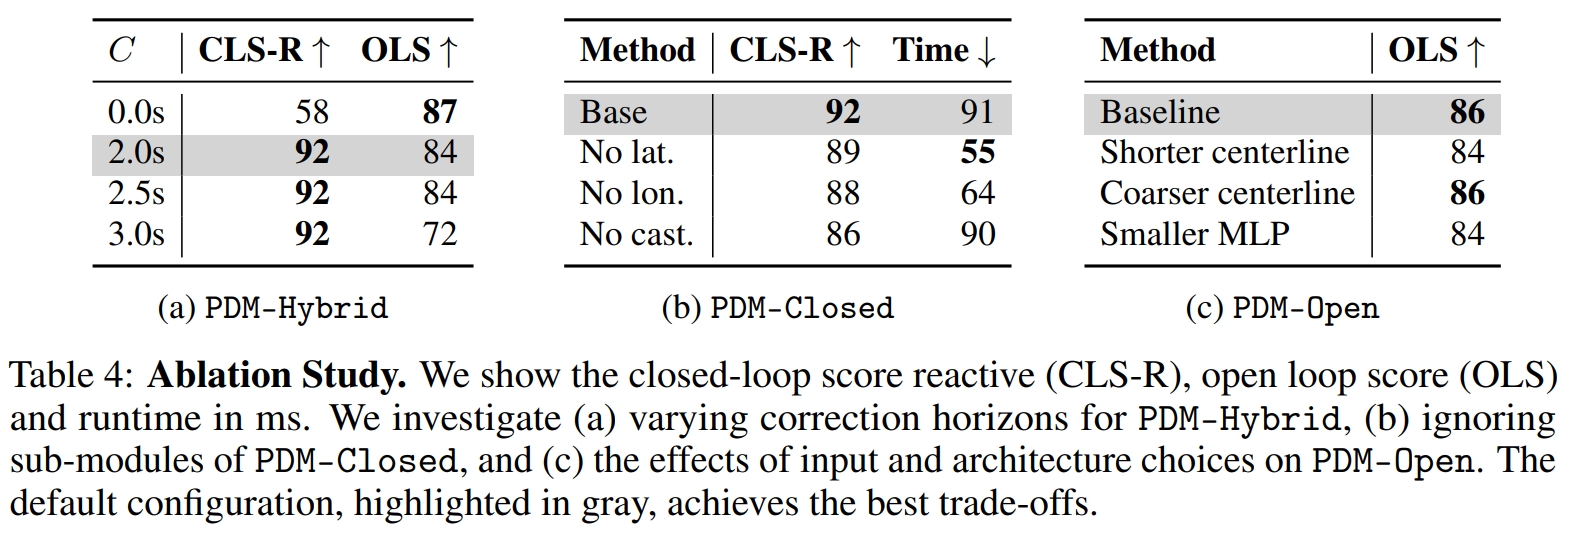 C CLS-R ↑ OLS ↑
0.0s 58 87
2.0s 92 84
2.5s 92 84
3.0s 92 72
(a) PDM-Hybrid
Method CLS-R ↑ Time ↓
Base 92 91
No lat. 89 55
No lon. 88 64
No cast. 86 90
(b) PDM-Closed
Method OLS ↑
Baseline 86
Shorter centerline 84
Coarser centerline 86
Smaller MLP 84
(c) PDM-Open
Table 4: Ablation Study. We show the closed-loop score reactive (CLS-R), open loop score (OLS)
and runtime in ms. We investigate (a) varying correction horizons for PDM-Hybrid, (b) ignoring
sub-modules of PDM-Closed, and (c) the effects of input and architecture choices on PDM-Open. The
default configuration, highlighted in gray, achieves the best trade-offs.